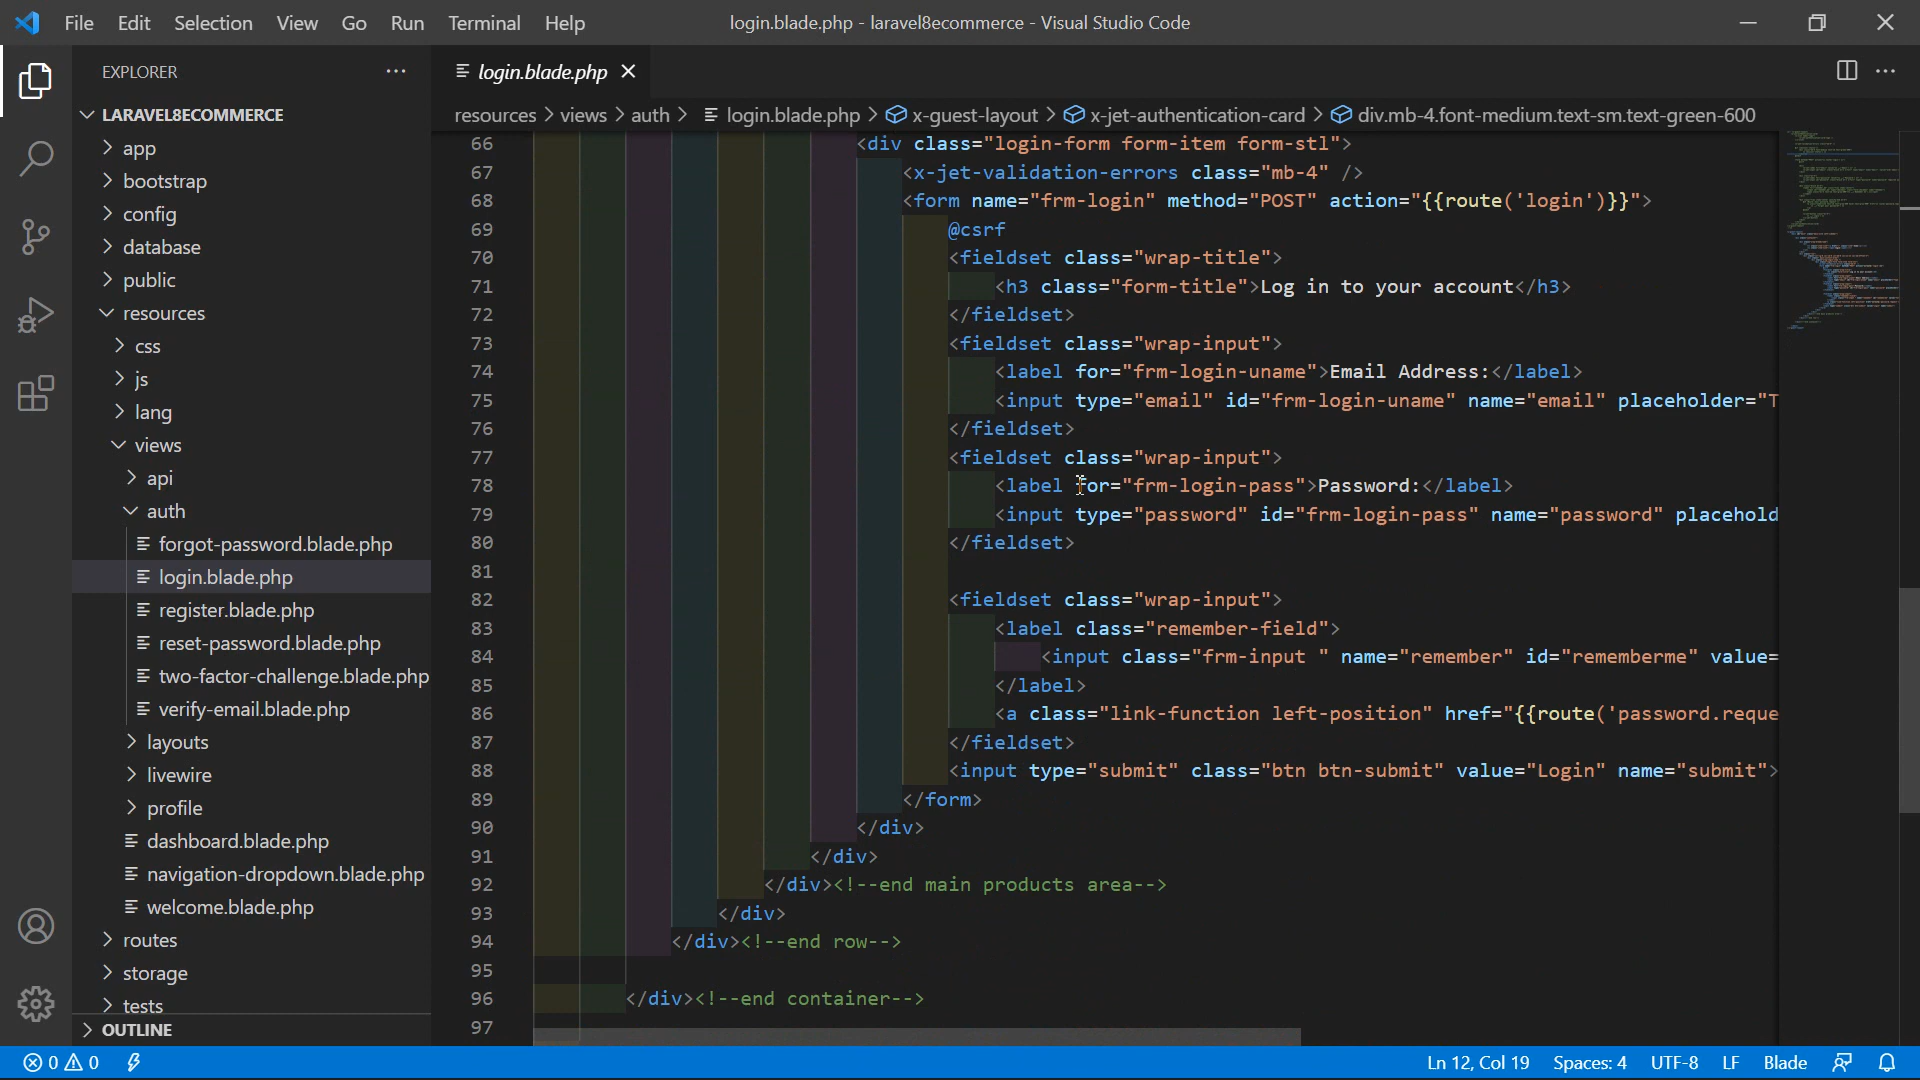 File Edit Selection View Go Run Terminal Help login.blade.php - laravel8ecommerce - Visual Studio Code
EXPLORER
login.blade.php
LARAVEL8ECOMMERCE
resources > views > auth > login.blade.php > x-guest-layout > x-jet-authentication-card > div.mb-4.font-medium.text-sm.text-green-600
app
bootstrap
config
database
public
resources
css
js
lang
views
api
auth
forgot-password.blade.php
login.blade.php
register.blade.php
reset-password.blade.php
two-factor-challenge.blade.php
verify-email.blade.php
layouts
livewire
profile
dashboard.blade.php
navigation-dropdown.blade.php
welcome.blade.php
routes
storage
tests
OUTLINE
66 <div class="login-form form-item form-stl">
67 <x-jet-validation-errors class="mb-4" />
68 <form name="frm-login" method="POST" action="{{route('login')}}">
69 @csrf
70 <fieldset class="wrap-title">
71 <h3 class="form-title">Log in to your account</h3>
72 </fieldset>
73 <fieldset class="wrap-input">
74 <label for="frm-login-uname">Email Address:</label>
75 <input type="email" id="frm-login-uname" name="email" placeholder="T
76 </fieldset>
77 <fieldset class="wrap-input">
78 <label for="frm-login-pass">Password:</label>
79 <input type="password" id="frm-login-pass" name="password" placehold
80 </fieldset>
81
82 <fieldset class="wrap-input">
83 <label class="remember-field">
84 <input class="frm-input " name="remember" id="rememberme" value=
85 </label>
86 <a class="link-function left-position" href="{{route('password.reque
87 </fieldset>
88 <input type="submit" class="btn btn-submit" value="Login" name="submit">
89 </form>
90 </div>
91 </div>
92 </div><!--end main products area-->
93 </div>
94 </div><!--end row-->
95
96 </div><!--end container-->
97
0 0 Ln 12, Col 19 Spaces: 4 UTF-8 LF Blade